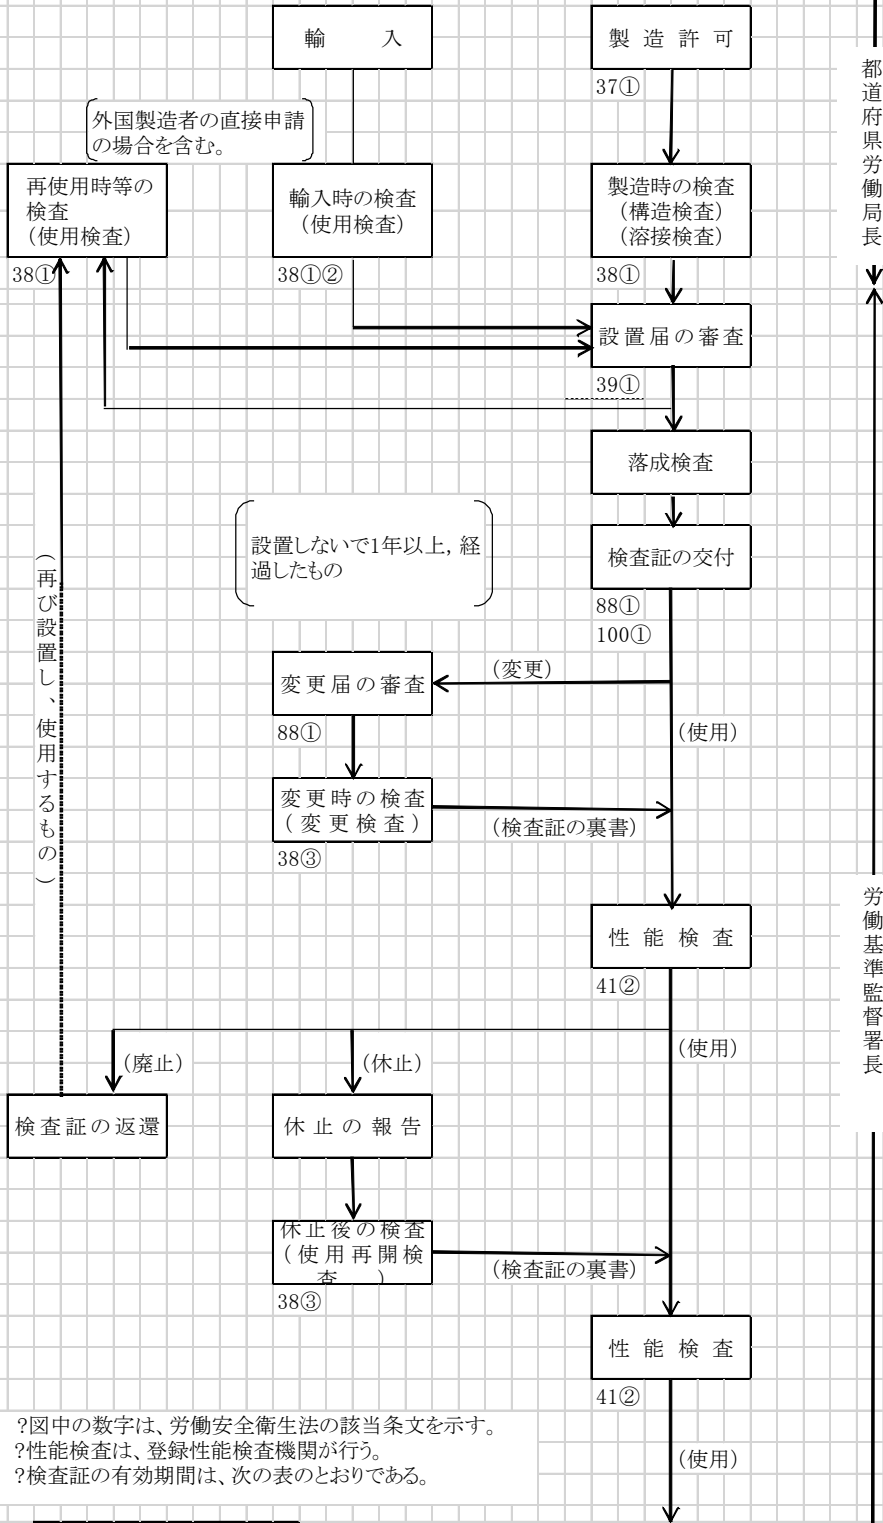 輸入
製造許可
37①
外国製造者の直接申請
の場合を含む。
再使用時等の
検査
(使用検査)
38①
輸入時の検査
(使用検査)
38①②
製造時の検査
(構造検査)
(溶接検査)
38①
都道府県労働局長
設置届の審査
39①
落成検査
設置しないで1年以上,経
過したもの
検査証の交付
88①
100①
(再び設置し、使用するもの)
変更届の審査
(変更)
88①
(使用)
変更時の検査
(変更検査)
(検査証の裏書)
38③
労働基準監督署長
性能検査
41②
(廃止)
(休止)
(使用)
検査証の返還
休止の報告
休止後の検査
(使用再開検
査)
(検査証の裏書)
38③
性能検査
41②
?図中の数字は、労働安全衛生法の該当条文を示す。
?性能検査は、登録性能検査機関が行う。
?検査証の有効期間は、次の表のとおりである。
(使用)